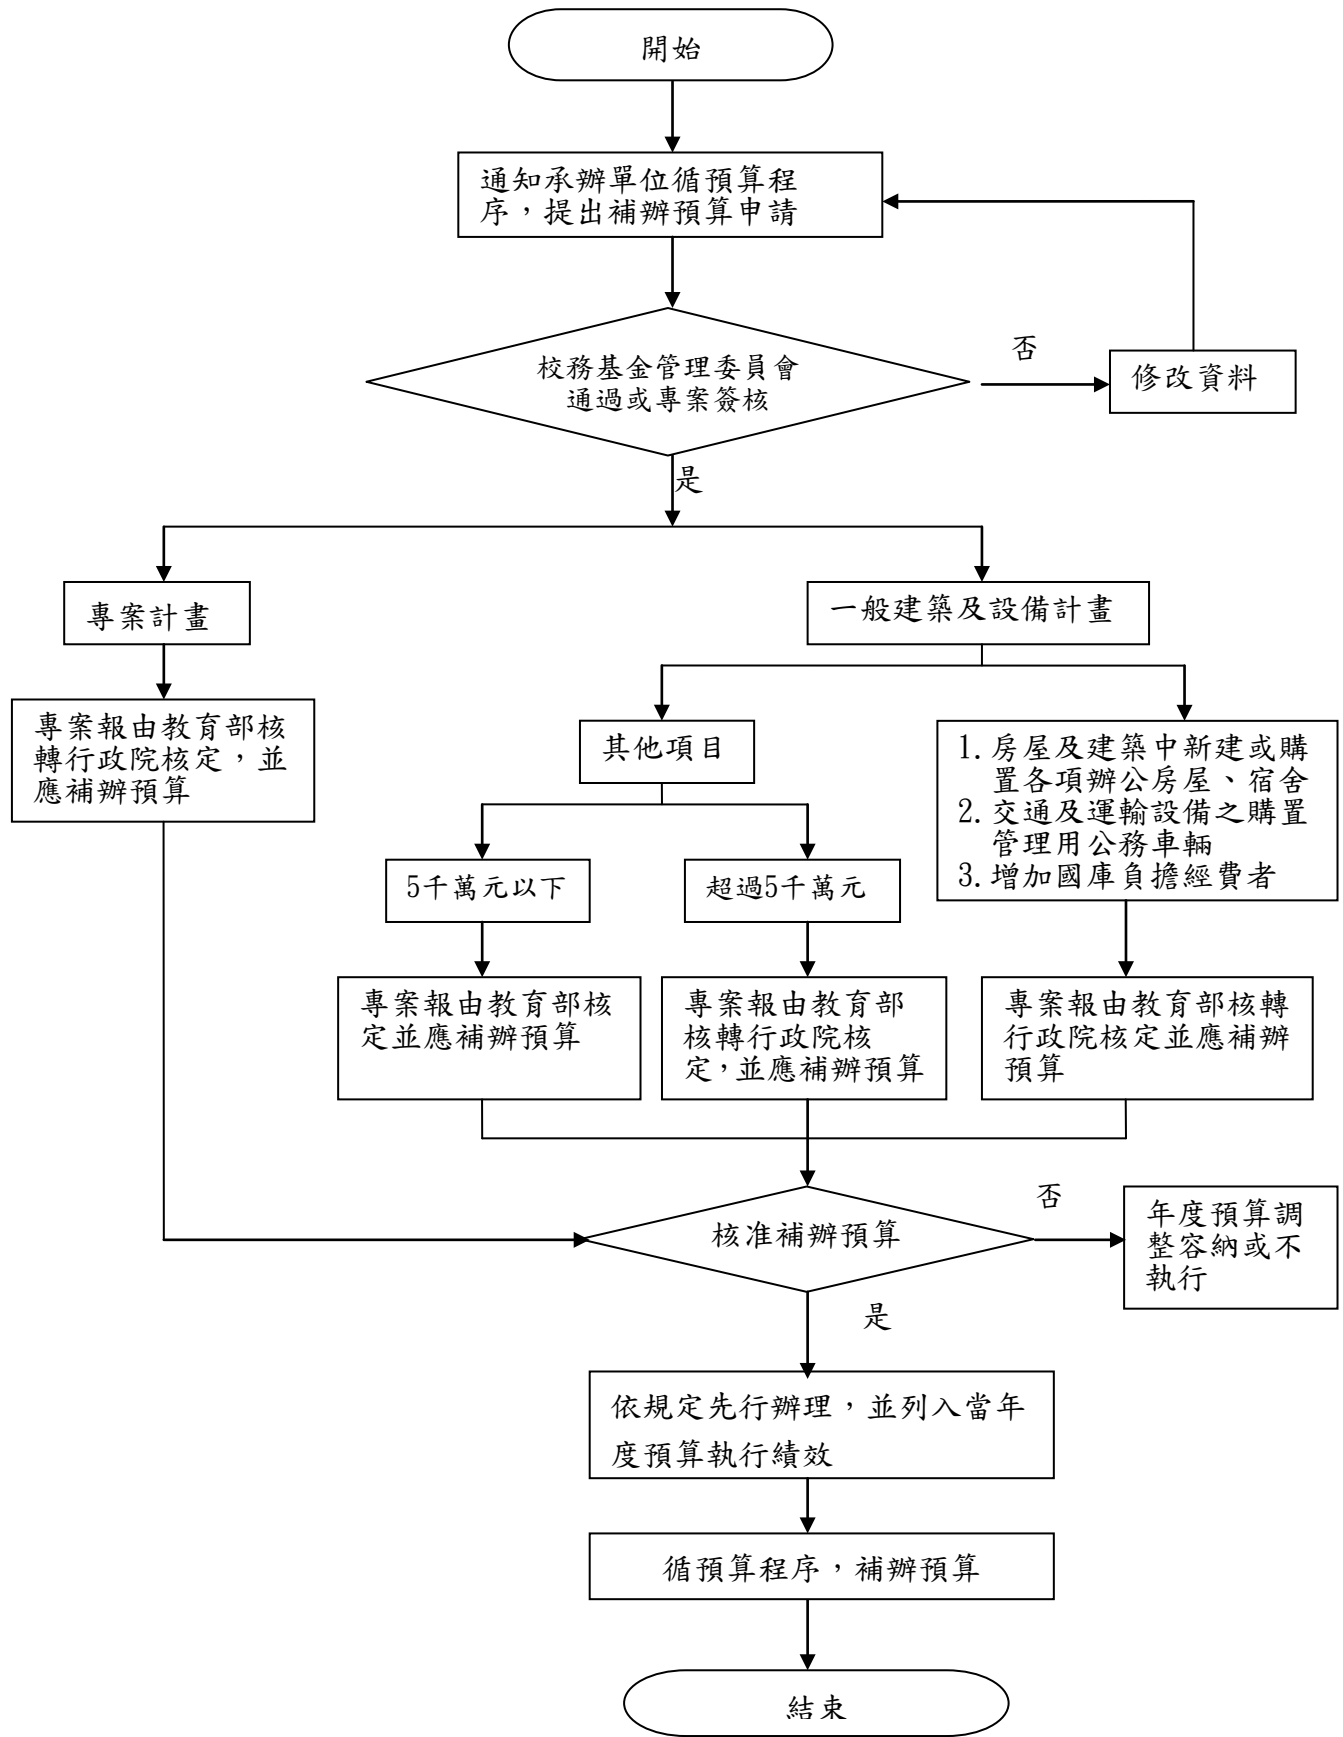 開始
通知承辦單位循預算程
序，提出補辦預算申請
校務基金管理委員會
通過或專案簽核
否
修改資料
是
專案計畫
一般建築及設備計畫
專案報由教育部核
轉行政院核定，並
應補辦預算
其他項目
1.房屋及建築中新建或購
置各項辦公房屋、宿舍
2.交通及運輸設備之購置
管理用公務車輛
3.增加國庫負擔經費者
5千萬元以下
超過5千萬元
專案報由教育部核
定並應補辦預算
專案報由教育部
核轉行政院核
定，並應補辦預算
專案報由教育部核轉
行政院核定並應補辦
預算
核准補辦預算
否
年度預算調
整容納或不
執行
是
依規定先行辦理，並列入當年
度預算執行績效
循預算程序，補辦預算
結束